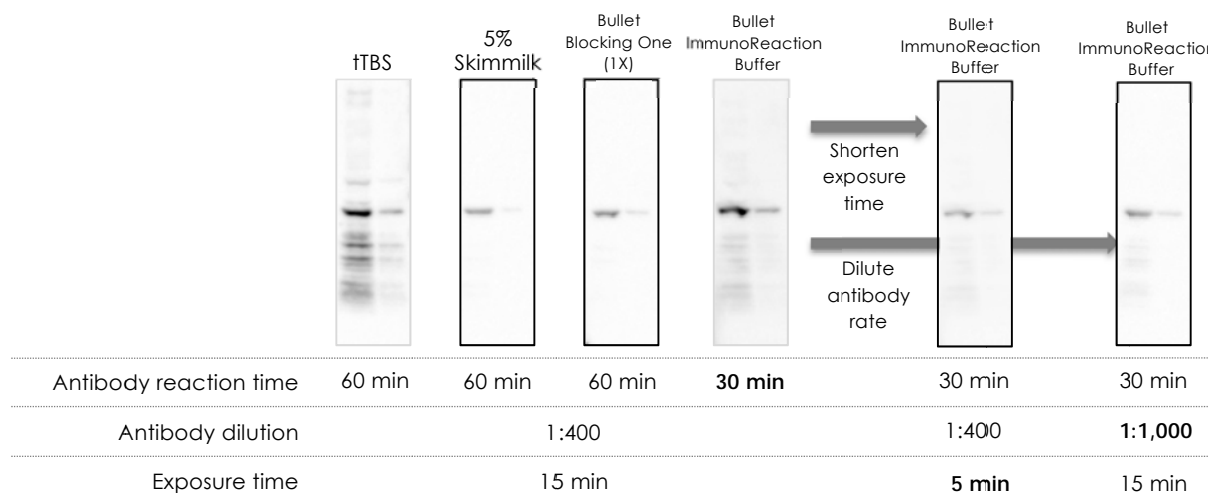 tTBS
5%
Skimmilk
Bullet
Blocking One
(1X)
Bullet
ImmunoReaction
Buffer
Bullet
ImmunoReaction
Buffer
Bullet
ImmunoReaction
Buffer
Shorten
exposure
time
Dilute
antibody
rate
Antibody reaction time 60 min 60 min 60 min 30 min 30 min 30 min
Antibody dilution 1:400 1:400 1:1,000
Exposure time 15 min 5 min 15 min